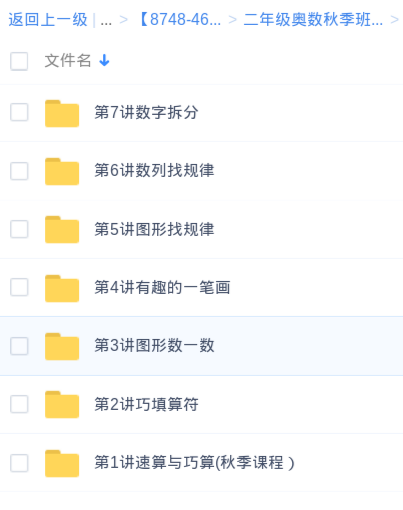 返回上一级 | ... > 【8748-46... > 二年级奥数秋季班... >
文件名
第7讲数字拆分
第6讲数列找规律
第5讲图形找规律
第4讲有趣的一笔画
第3讲图形数一数
第2讲巧填算符
第1讲速算与巧算(秋季课程）